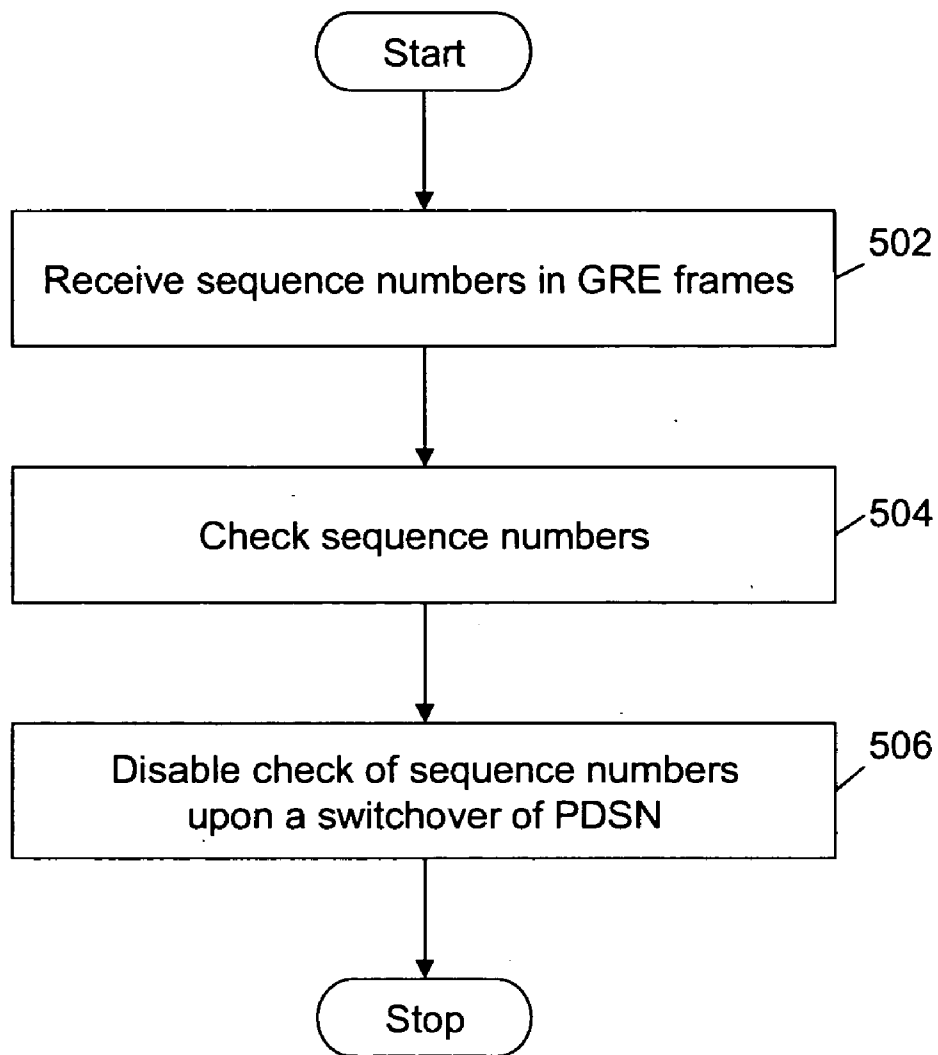 Start
Receive sequence numbers in GRE frames
502
Check sequence numbers
504
Disable check of sequence numbers
upon a switchover of PDSN
506
Stop